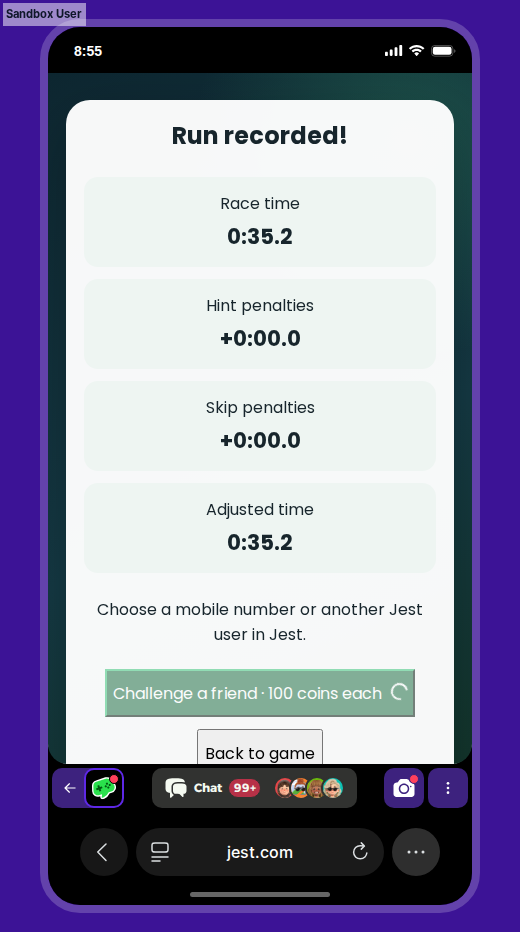 Sandbox User
8:55
Run recorded!
Race time
0:35.2
Hint penalties
+0:00.0
Skip penalties
+0:00.0
Adjusted time
0:35.2
Choose a mobile number or another Jest
user in Jest.
Challenge a friend · 100 coins each
Back to game
Chat 99+
jest.com